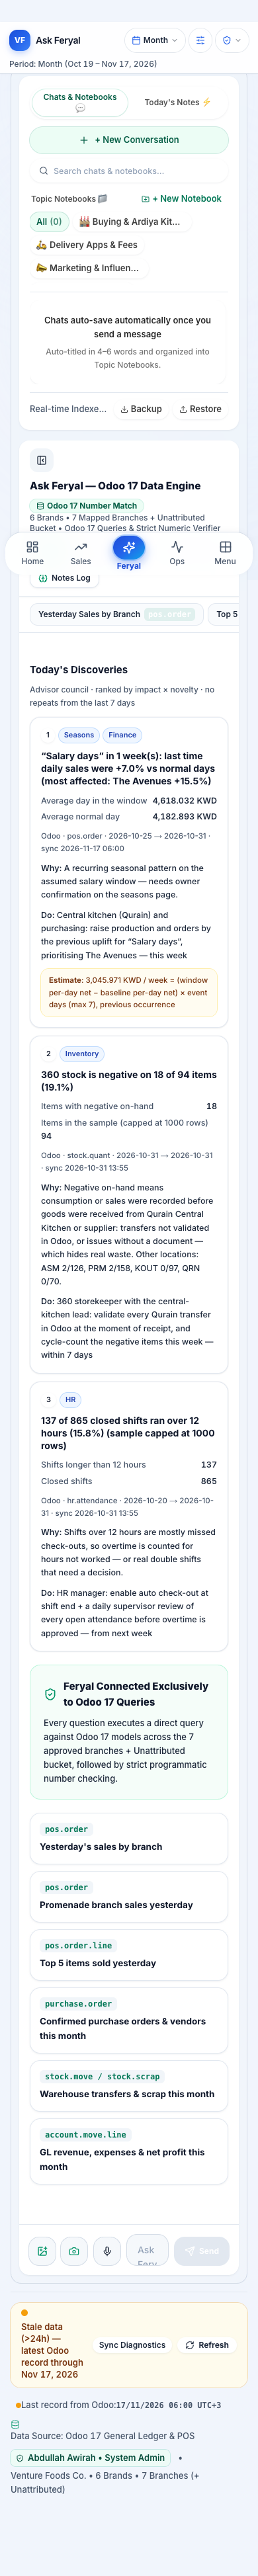 VF Ask Feryal Month
Period: Month (Oct 19 – Nov 17, 2026)
Chats & Notebooks 💬 Today's Notes ⚡
+ New Conversation
Search chats & notebooks...
Topic Notebooks + New Notebook
All (0) Buying & Ardiya Kit...
🛵 Delivery Apps & Fees
Marketing & Influen...
Chats auto-save automatically once you
send a message
Auto-titled in 4–6 words and organized into
Topic Notebooks.
Real-time Indexe... Backup Restore
Ask Feryal — Odoo 17 Data Engine
Odoo 17 Number Match
6 Brands • 7 Mapped Branches + Unattributed
Bucket • Odoo 17 Queries & Strict Numeric Verifier
Home Sales Feryal Ops Menu
Notes Log
Yesterday Sales by Branch pos.order Top 5
Today's Discoveries
Advisor council · ranked by impact × novelty · no
repeats from the last 7 days
1 Seasons Finance
“Salary days” in 1 week(s): last time
daily sales were +7.0% vs normal days
(most affected: The Avenues +15.5%)
Average day in the window 4,618.032 KWD
Average normal day 4,182.893 KWD
Odoo · pos.order · 2026-10-25 → 2026-10-31 ·
sync 2026-11-17 06:00
Why: A recurring seasonal pattern on the
assumed salary window — needs owner
confirmation on the seasons page.
Do: Central kitchen (Qurain) and
purchasing: raise production and orders by
the previous uplift for “Salary days”,
prioritising The Avenues — this week
Estimate: 3,045.971 KWD / week = (window
per-day net − baseline per-day net) × event
days (max 7), previous occurrence
2 Inventory
360 stock is negative on 18 of 94 items
(19.1%)
Items with negative on-hand 18
Items in the sample (capped at 1000 rows)
94
Odoo · stock.quant · 2026-10-31 → 2026-10-31
· sync 2026-10-31 13:55
Why: Negative on-hand means
consumption or sales were recorded before
goods were received from Qurain Central
Kitchen or supplier: transfers not validated
in Odoo, or issues without a document —
which hides real waste. Other locations:
ASM 2/126, PRM 2/158, KOUT 0/97, QRN
0/70.
Do: 360 storekeeper with the central-
kitchen lead: validate every Qurain transfer
in Odoo at the moment of receipt, and
cycle-count the negative items this week —
within 7 days
3 HR
137 of 865 closed shifts ran over 12
hours (15.8%) (sample capped at 1000
rows)
Shifts longer than 12 hours 137
Closed shifts 865
Odoo · hr.attendance · 2026-10-20 → 2026-10-
31 · sync 2026-10-31 13:55
Why: Shifts over 12 hours are mostly missed
check-outs, so overtime is counted for
hours not worked — or real double shifts
that need a decision.
Do: HR manager: enable auto check-out at
shift end + a daily supervisor review of
every open attendance before overtime is
approved — from next week
Feryal Connected Exclusively
to Odoo 17 Queries
Every question executes a direct query
against Odoo 17 models across the 7
approved branches + Unattributed
bucket, followed by strict programmatic
number checking.
pos.order
Yesterday's sales by branch
pos.order
Promenade branch sales yesterday
pos.order.line
Top 5 items sold yesterday
purchase.order
Confirmed purchase orders & vendors
this month
stock.move / stock.scrap
Warehouse transfers & scrap this month
account.move.line
GL revenue, expenses & net profit this
month
Ask
Fery Send
Stale data
(>24h) —
latest Odoo
record through
Nov 17, 2026
Sync Diagnostics Refresh
Last record from Odoo: 17/11/2026 06:00 UTC+3
Data Source: Odoo 17 General Ledger & POS
Abdullah Awirah • System Admin •
Venture Foods Co. • 6 Brands • 7 Branches (+
Unattributed)